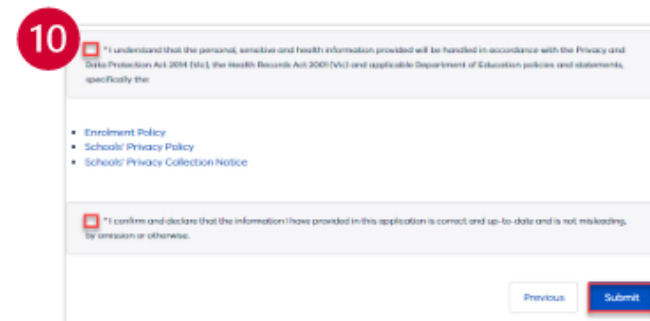 10
* I understand that the personal, sensitive and health information provided will be handled in accordance with the Privacy and
Data Protection Act 2014 (Vic), the Health Records Act 2001 (Vic) and applicable Department of Education policies and statements,
specifically the:
• Enrolment Policy
• Schools' Privacy Policy
• Schools' Privacy Collection Notice
* I confirm and declare that the information I have provided in this application is correct and up-to-date and is not misleading,
by omission or otherwise.
Previous
Submit